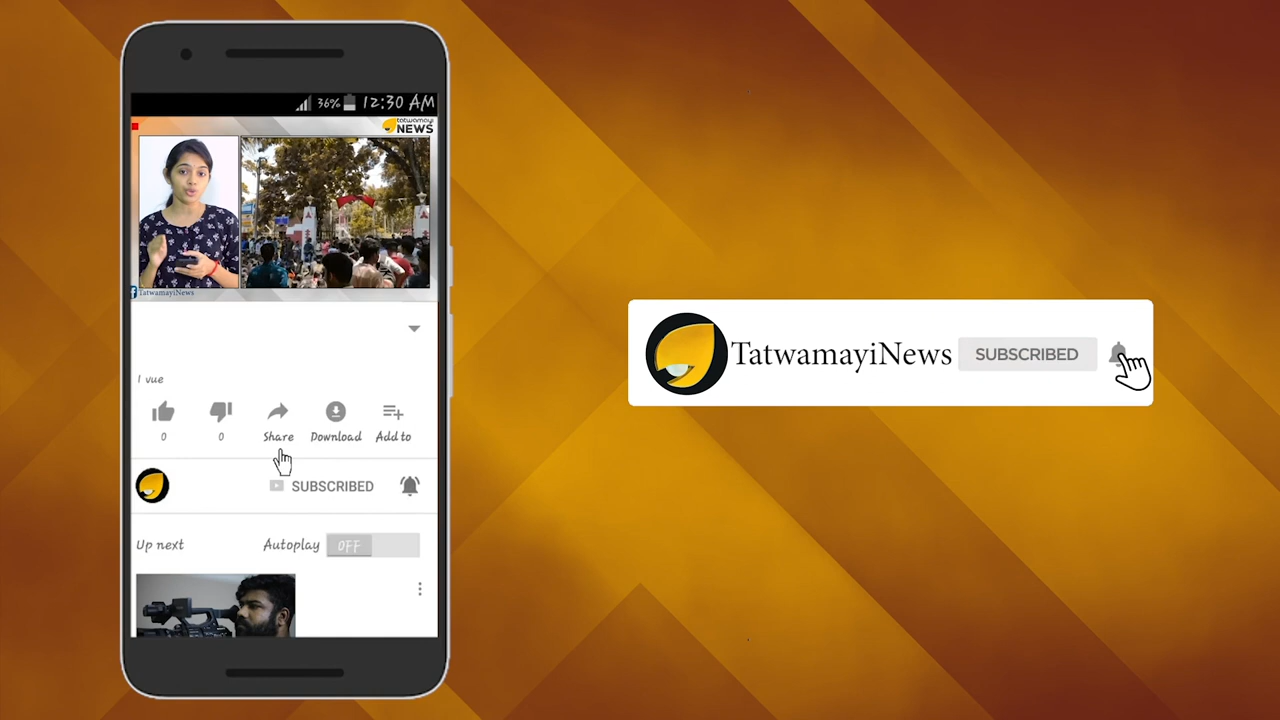 36% 12:30 AM
tatwamayi
NEWS
TatwamayiNews
1 vue
0 0 Share Download Add to
SUBSCRIBED
Up next Autoplay OFF
TatwamayiNews SUBSCRIBED